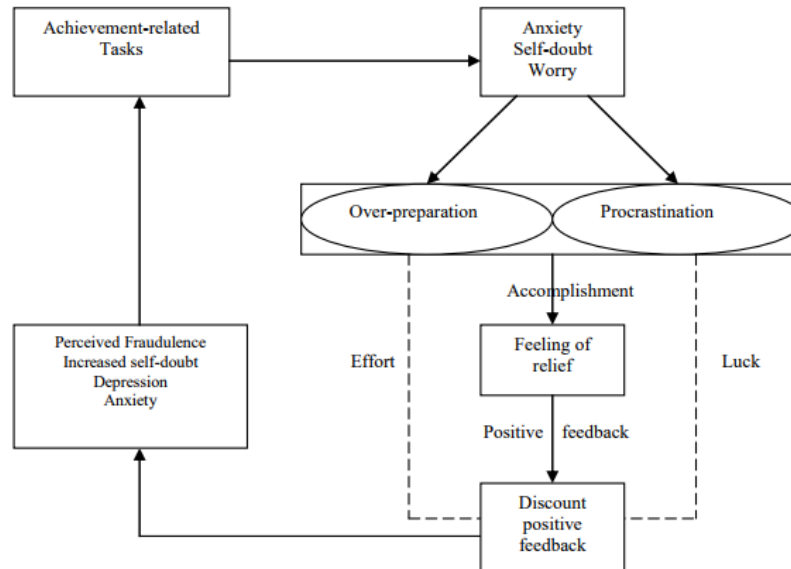 Achievement-related
Tasks
Anxiety
Self-doubt
Worry
Over-preparation
Procrastination
Accomplishment
Perceived Fraudulence
Increased self-doubt
Depression
Anxiety
Effort
Feeling of
relief
Luck
Positive feedback
Discount
positive
feedback